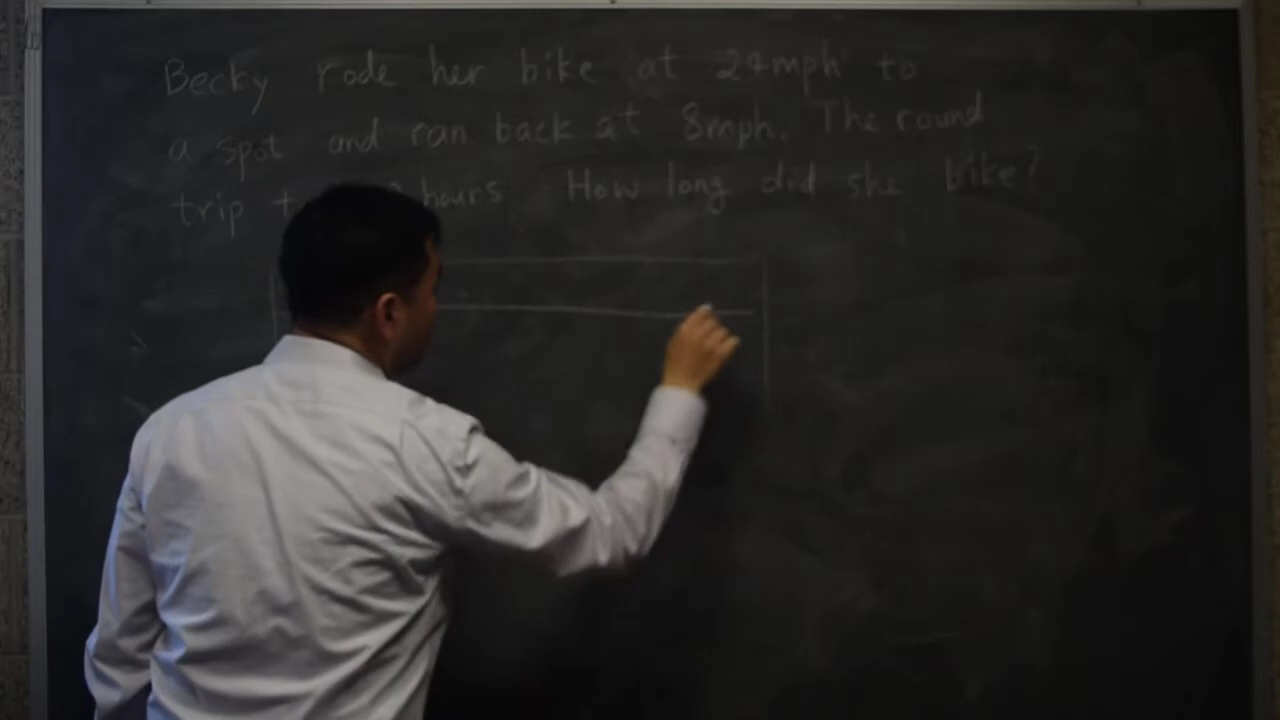 Becky rode her bike at 24mph to
a spot and ran back at 8mph. The round
trip hours How long did she bike?